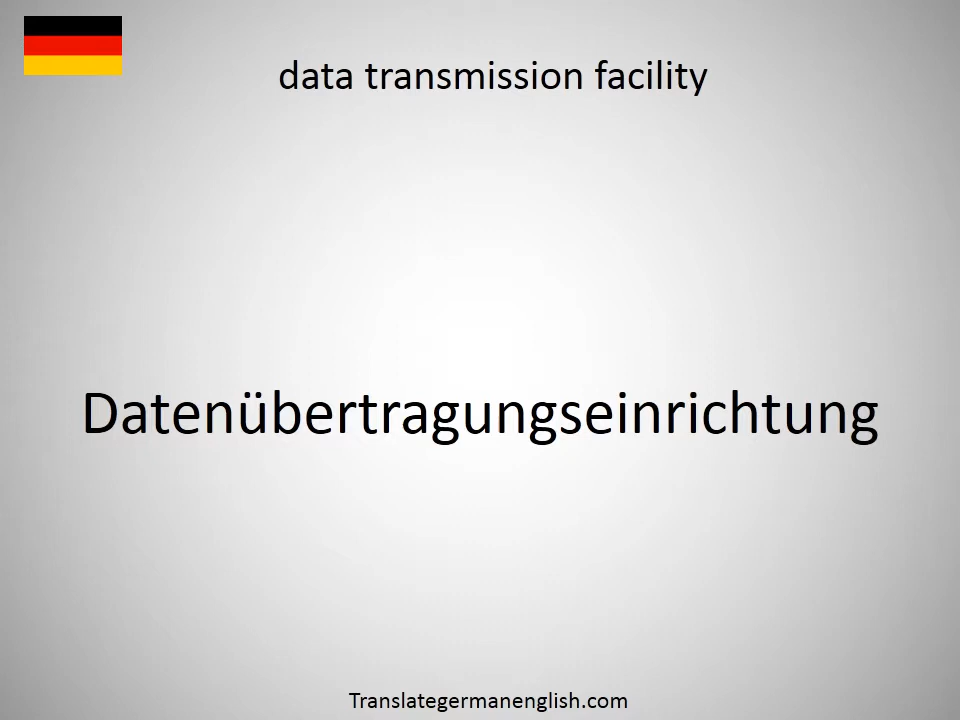 data transmission facility
Datenübertragungseinrichtung
Translategermanenglish.com